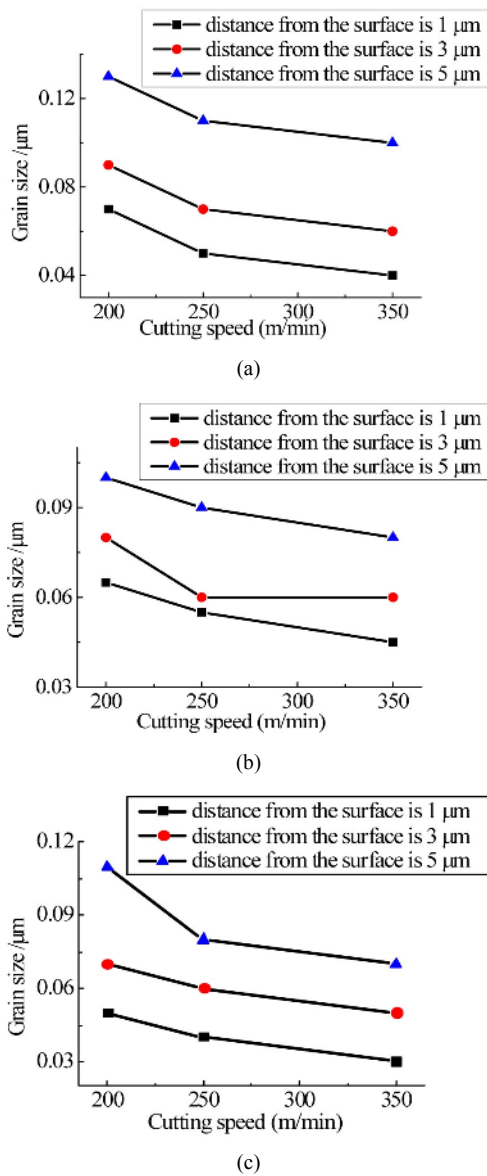 distance from the surface is 1 μm
distance from the surface is 3 μm
distance from the surface is 5 μm
0.12
0.08
0.04
Grain size /μm
200 250 300 350
Cutting speed (m/min)
(a)
distance from the surface is 1 μm
distance from the surface is 3 μm
distance from the surface is 5 μm
0.09
0.06
0.03
Grain size /μm
200 250 300 350
Cutting speed (m/min)
(b)
distance from the surface is 1 μm
distance from the surface is 3 μm
distance from the surface is 5 μm
0.12
0.09
0.06
0.03
Grain size /μm
200 250 300 350
Cutting speed (m/min)
(c)